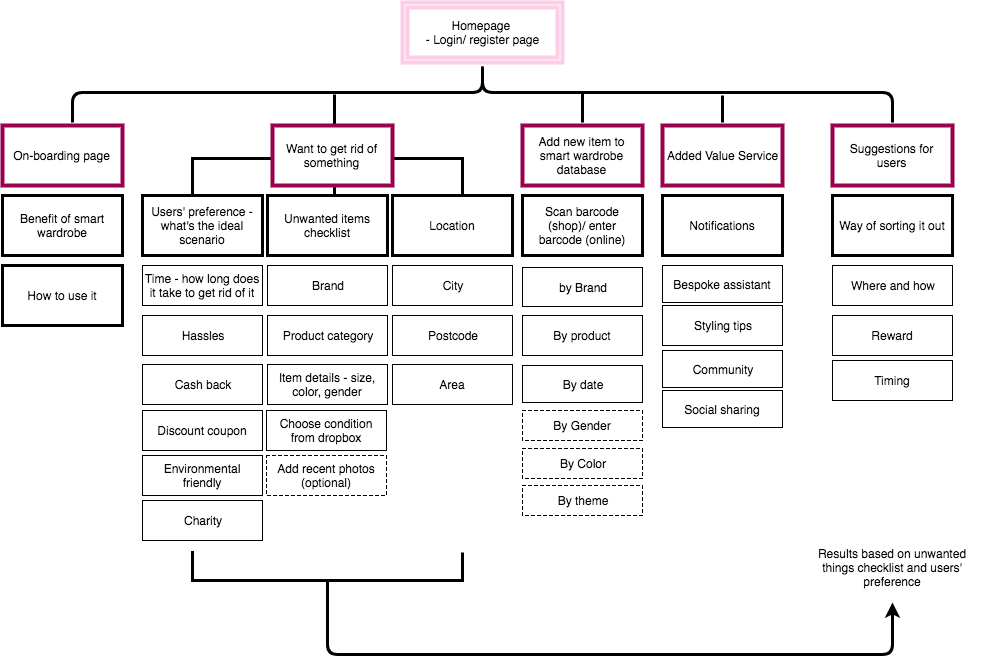 Homepage
- Login/ register page
On-boarding page
Want to get rid of
something
Add new item to
smart wardrobe
database
Added Value Service
Suggestions for
users
Benefit of smart
wardrobe
How to use it
Users' preference -
what's the ideal
scenario
Time - how long does
it take to get rid of it
Hassles
Cash back
Discount coupon
Environmental
friendly
Charity
Unwanted items
checklist
Brand
Product category
Item details - size,
color, gender
Choose condition
from dropbox
Add recent photos
(optional)
Location
City
Postcode
Area
Scan barcode
(shop)/ enter
barcode (online)
by Brand
By product
By date
By Gender
By Color
By theme
Notifications
Bespoke assistant
Styling tips
Community
Social sharing
Way of sorting it out
Where and how
Reward
Timing
Results based on unwanted
things checklist and users'
preference